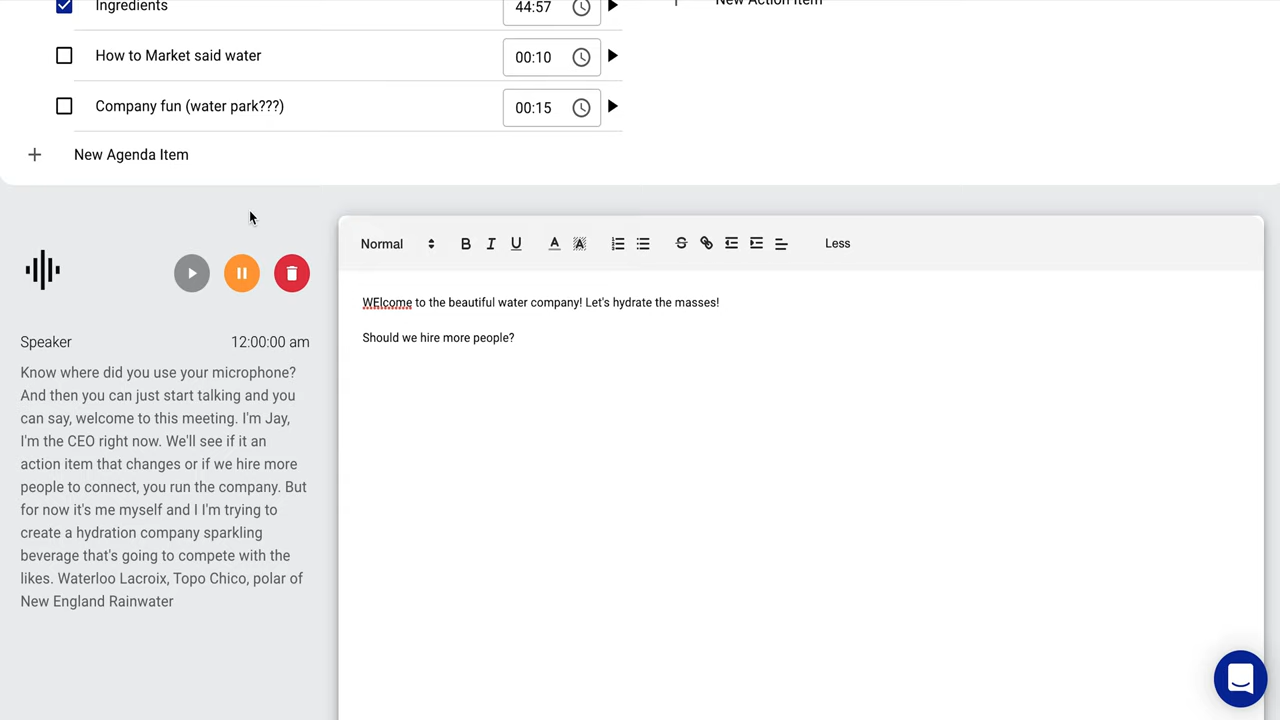 Ingredients 44:57
New Action Item
How to Market said water 00:10
Company fun (water park???) 00:15
New Agenda Item
Normal B I U A A S Less
WElcome to the beautiful water company! Let's hydrate the masses!
Should we hire more people?
Speaker 12:00:00 am
Know where did you use your microphone?
And then you can just start talking and you
can say, welcome to this meeting. I'm Jay,
I'm the CEO right now. We'll see if it an
action item that changes or if we hire more
people to connect, you run the company. But
for now it's me myself and I I'm trying to
create a hydration company sparkling
beverage that's going to compete with the
likes. Waterloo Lacroix, Topo Chico, polar of
New England Rainwater